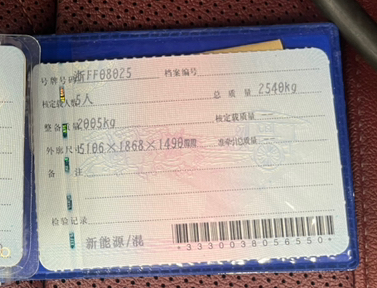 号牌号码 浙FF08025 档案编号
核定载人数 5人 总质量 2540kg
整备质量 2005kg 核定载质量 --
外廓尺寸 5106×1868×1490mm 准牵引总质量 --
备注
检验记录
新能源/混
*3330038056550*